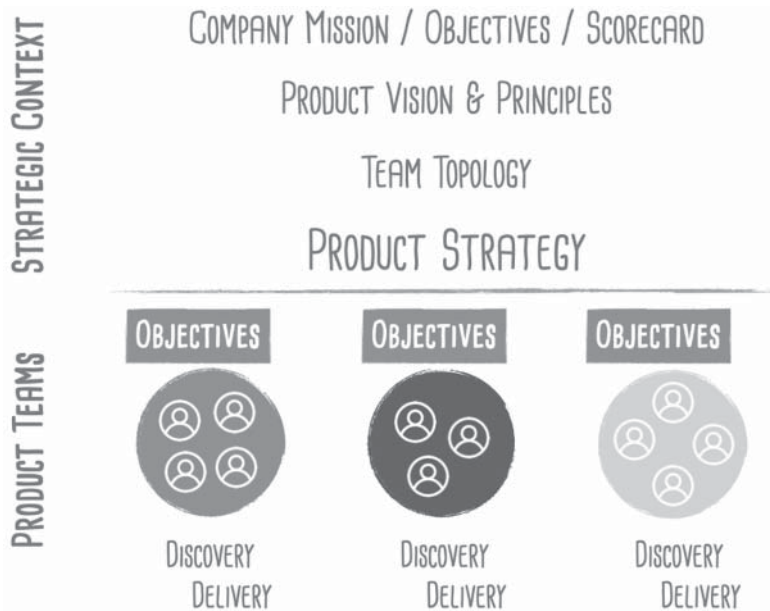 STRATEGIC CONTEXT
COMPANY MISSION / OBJECTIVES / SCORECARD
PRODUCT VISION & PRINCIPLES
TEAM TOPOLOGY
PRODUCT STRATEGY
PRODUCT TEAMS
OBJECTIVES
OBJECTIVES
OBJECTIVES
DISCOVERY
DELIVERY
DISCOVERY
DELIVERY
DISCOVERY
DELIVERY